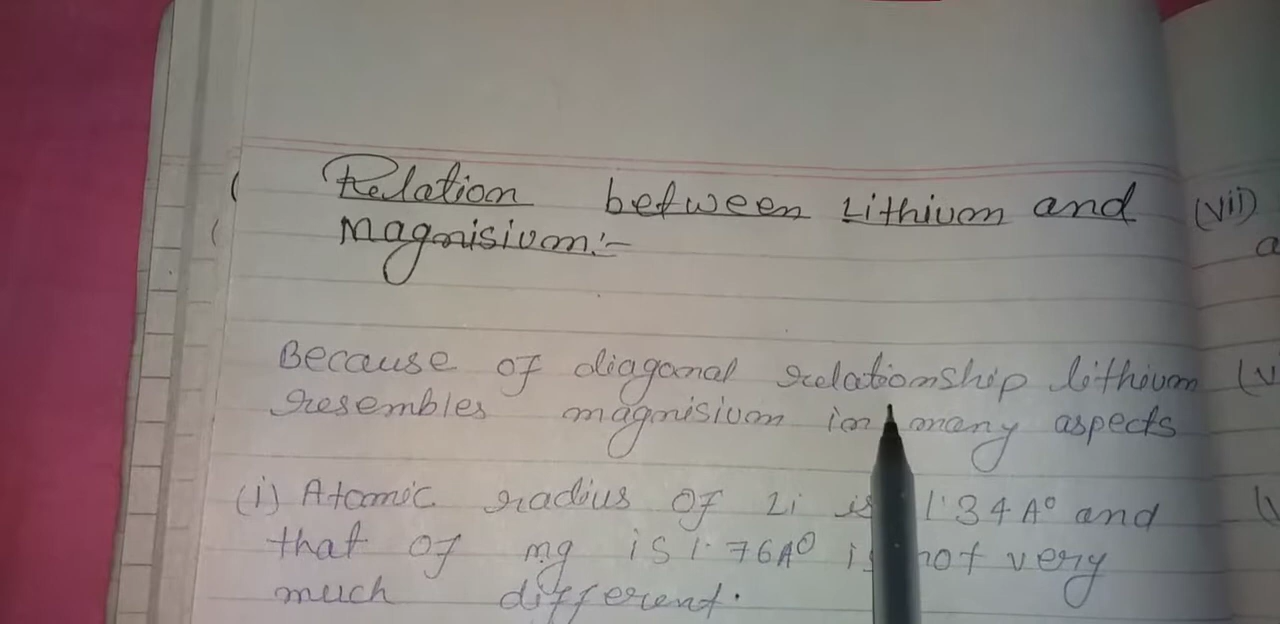 Relation between Lithium and
Magnisium:-
Because of diagonal relationship lithium
resembles magnisium in many aspects
(i) Atomic radius of Li is 1.34A° and
that of mg is 1.76A° is not very
much different.
(vii)
a